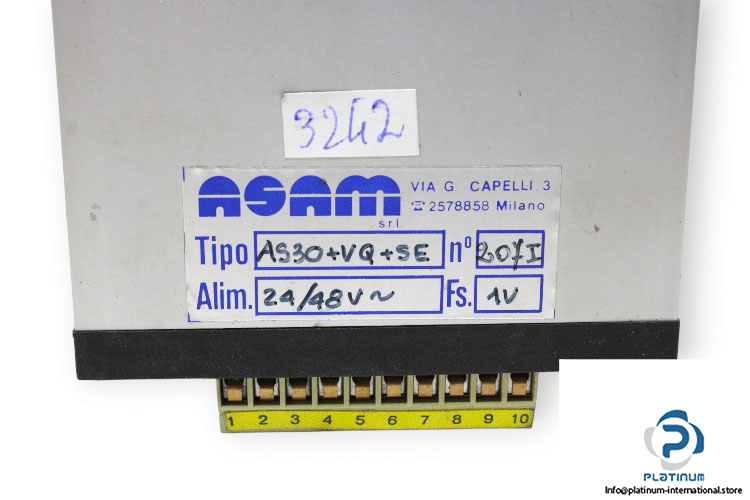 3242
ASAM VIA G. CAPELLI. 3
☎ 2578858 Milano
s.r.l.
Tipo AS30+VQ+SE n° 207I
Alim. 24/48V~ Fs. 1V
1 2 3 4 5 6 7 8 9 10
PLATINUM
Info@platinum-international.store